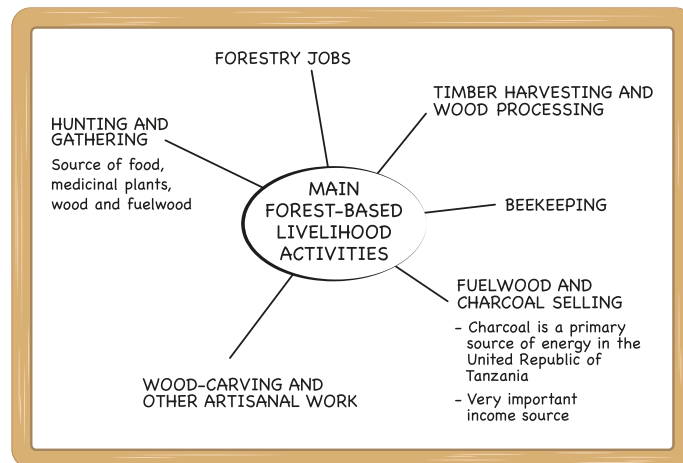 FORESTRY JOBS
TIMBER HARVESTING AND
WOOD PROCESSING
HUNTING AND
GATHERING
Source of food,
medicinal plants,
wood and fuelwood
MAIN
FOREST-BASED
LIVELIHOOD
ACTIVITIES
BEEKEEPING
FUELWOOD AND
CHARCOAL SELLING
- Charcoal is a primary
source of energy in the
United Republic of
Tanzania
- Very important
income source
WOOD-CARVING AND
OTHER ARTISANAL WORK